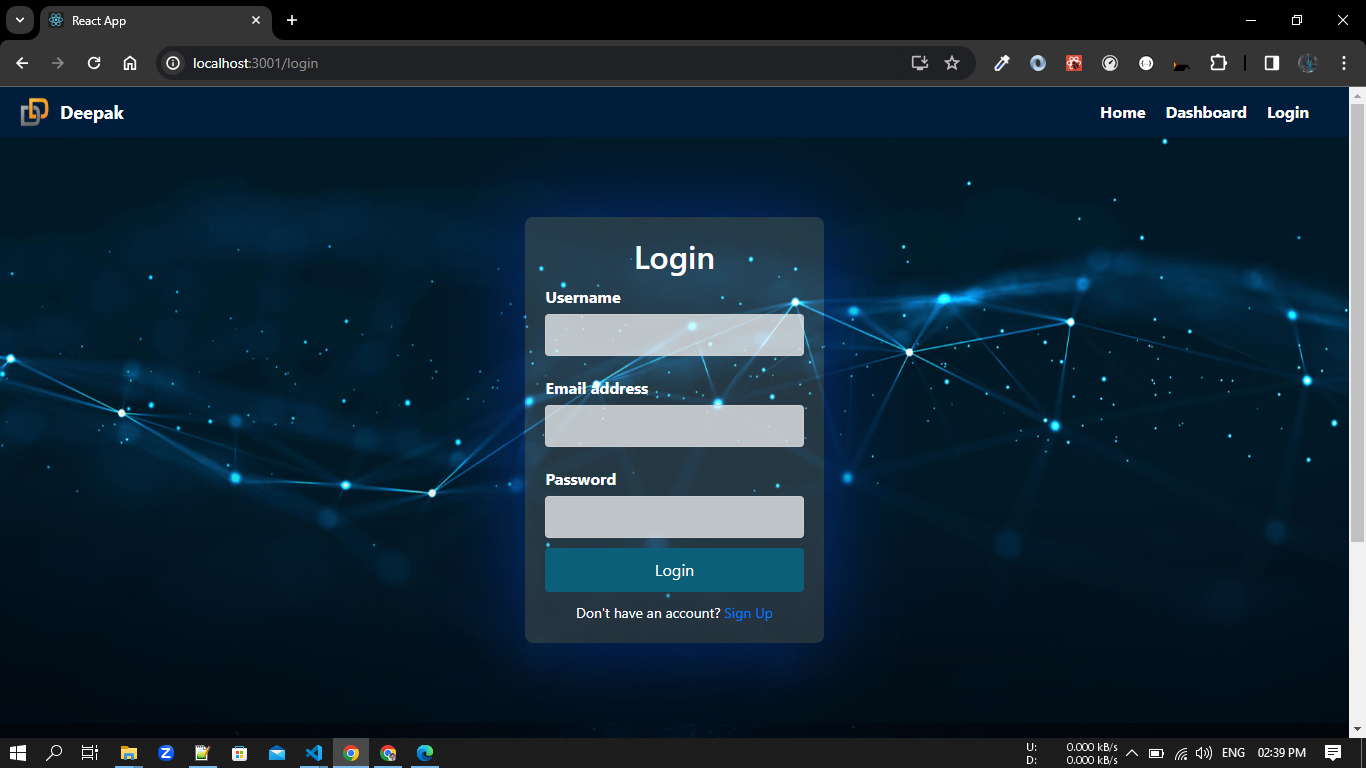 React App
localhost:3001/login
Deepak
Home Dashboard Login
Login
Username
Email address
Password
Login
Don't have an account? Sign Up
U: 0.000 kB/s
D: 0.000 kB/s
ENG 02:39 PM